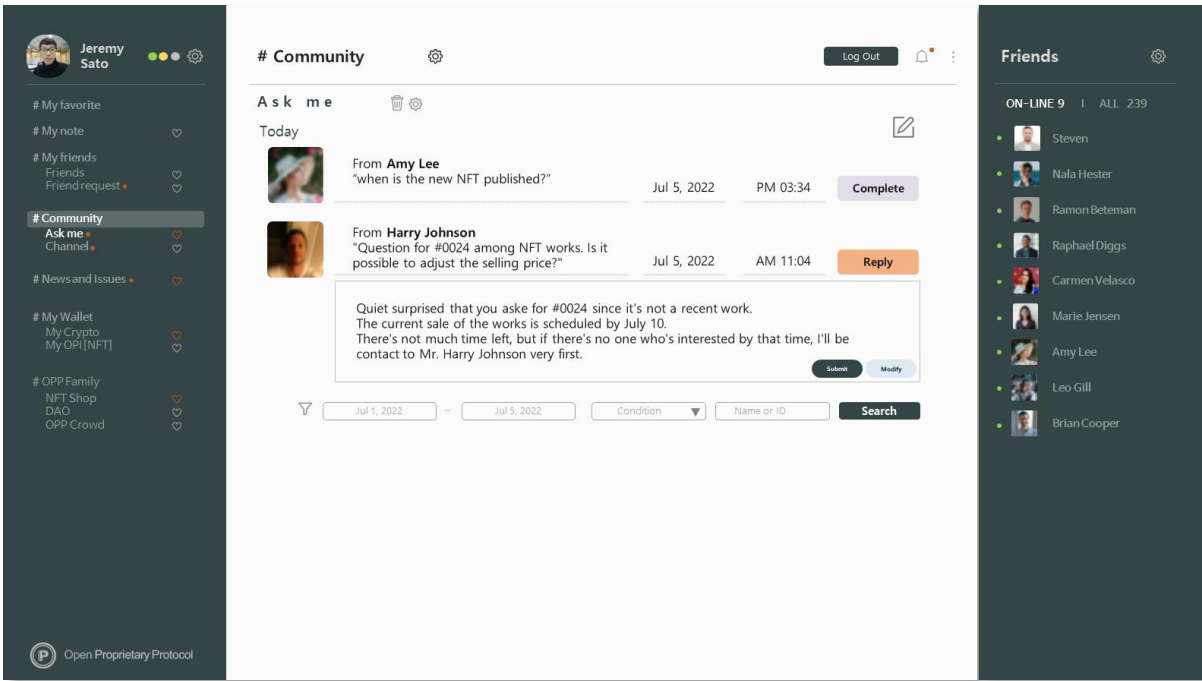 Jeremy
Sato
# My favorite
# My note
# My friends
Friends
Friend request
# Community
Ask me
Channel
# News and Issues
# My Wallet
My Crypto
My OPI [NFT]
# OPP Family
NFT Shop
DAO
OPP Crowd
P Open Proprietary Protocol
# Community
Log Out
Ask me
Today
From Amy Lee
“when is the new NFT published?”
Jul 5, 2022 PM 03:34 Complete
From Harry Johnson
"Question for #0024 among NFT works. Is it
possible to adjust the selling price?"
Jul 5, 2022 AM 11:04 Reply
Quiet surprised that you aske for #0024 since it's not a recent work.
The current sale of the works is scheduled by July 10.
There's not much time left, but if there's no one who's interested by that time, I'll be
contact to Mr. Harry Johnson very first.
Submit Modify
Jul 1, 2022 ~ Jul 5, 2022 Condition Name or ID Search
Friends
ON-LINE 9 | ALL 239
Steven
Nala Hester
Ramon Beteman
Raphael Diggs
Carmen Velasco
Marie Jensen
Amy Lee
Leo Gill
Brian Cooper